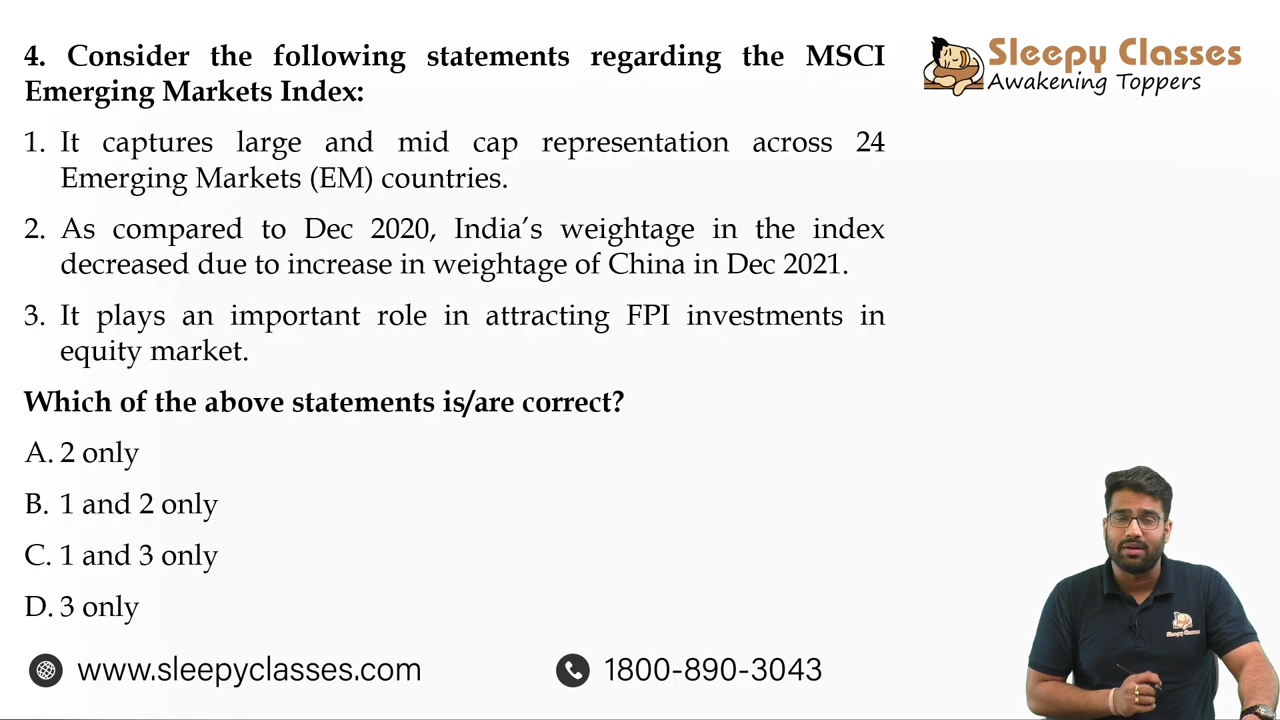 4. Consider the following statements regarding the MSCI
Emerging Markets Index:
1. It captures large and mid cap representation across 24
Emerging Markets (EM) countries.
2. As compared to Dec 2020, India's weightage in the index
decreased due to increase in weightage of China in Dec 2021.
3. It plays an important role in attracting FPI investments in
equity market.
Which of the above statements is/are correct?
A. 2 only
B. 1 and 2 only
C. 1 and 3 only
D. 3 only
www.sleepyclasses.com
1800-890-3043
Sleepy Classes
Awakening Toppers
Sleepy Classes